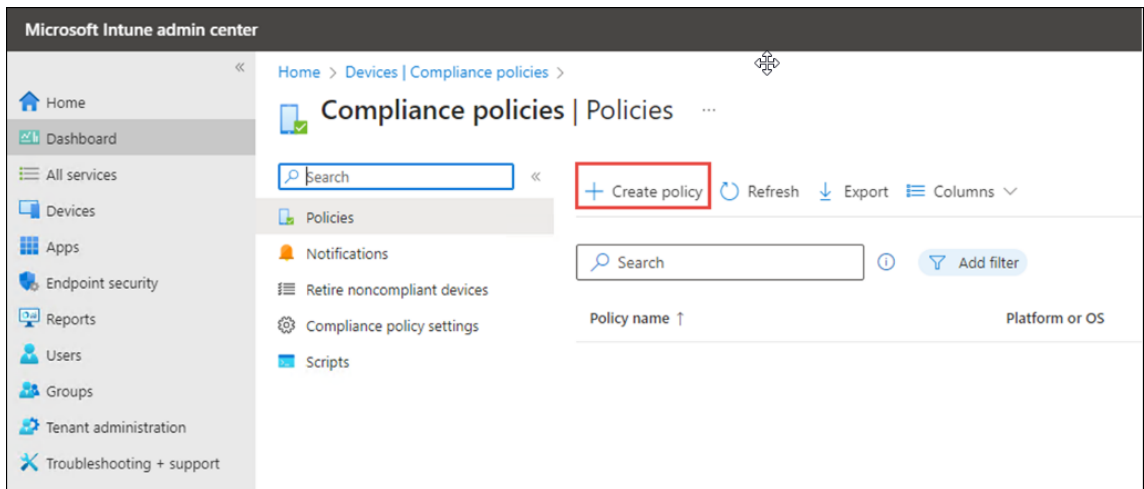 Microsoft Intune admin center
«
Home > Devices | Compliance policies >
Compliance policies | Policies ...
Home
Dashboard
All services
Devices
Apps
Endpoint security
Reports
Users
Groups
Tenant administration
Troubleshooting + support
Search «
Policies
Notifications
Retire noncompliant devices
Compliance policy settings
Scripts
+ Create policy Refresh ↓ Export Columns
Search Add filter
Policy name ↑ Platform or OS